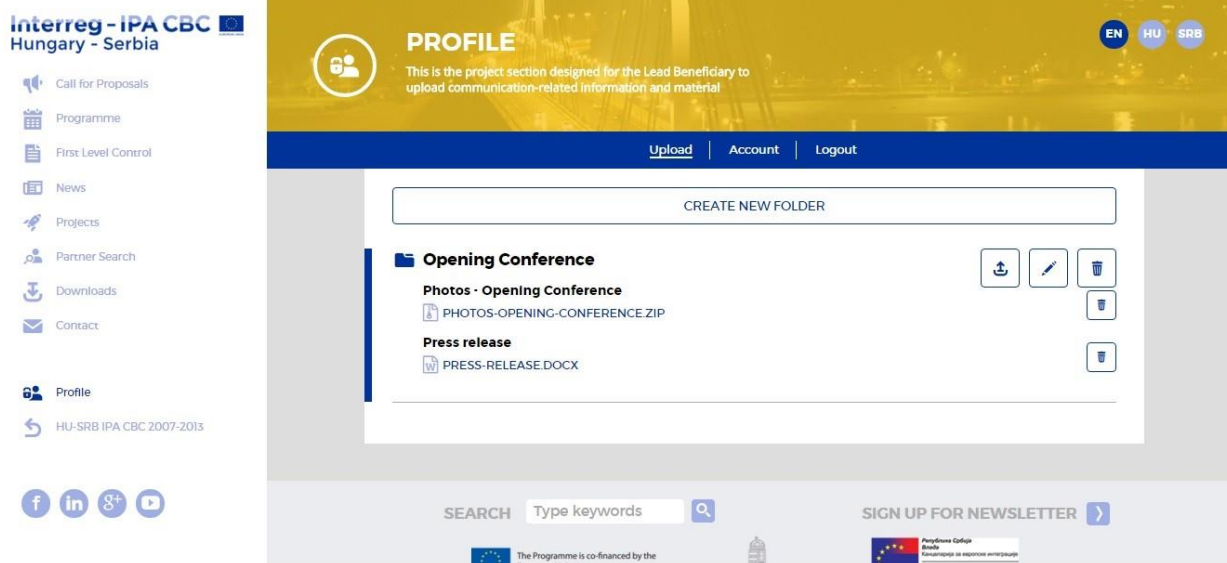 Interreg - IPA CBC
Hungary - Serbia
Call for Proposals
Programme
First Level Control
News
Projects
Partner Search
Downloads
Contact
Profile
HU-SRB IPA CBC 2007-2013
PROFILE
This is the project section designed for the Lead Beneficiary to
upload communication-related information and material
EN HU SRB
Upload Account Logout
CREATE NEW FOLDER
Opening Conference
Photos - Opening Conference
PHOTOS-OPENING-CONFERENCE.ZIP
Press release
PRESS-RELEASE.DOCX
SEARCH Type keywords
SIGN UP FOR NEWSLETTER
The Programme is co-financed by the
Република Србија
Влада
Канцеларија за европске интеграције